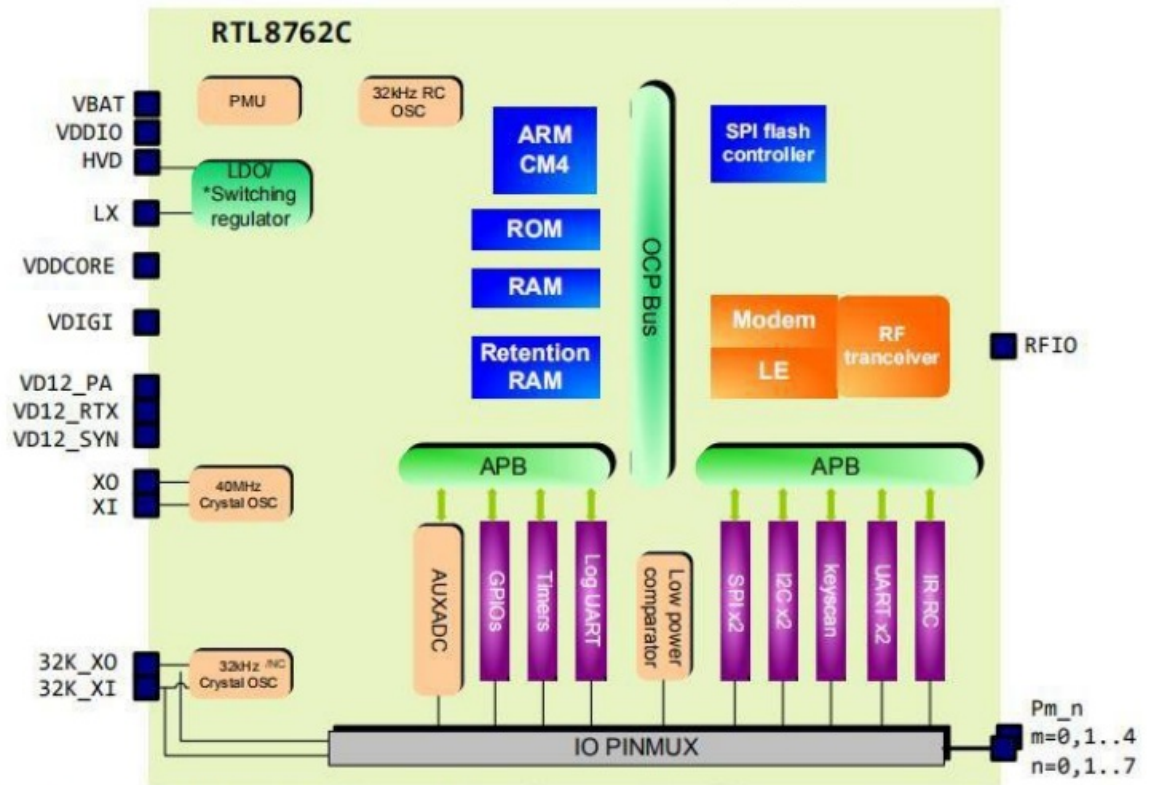 RTL8762C
VBAT
VDDIO
HVD
LX
VDDCORE
VDIGI
VD12_PA
VD12_RTX
VD12_SYN
XO
XI
32K_XO
32K_XI
PMU
32kHz RC
OSC
LDO/
*Switching
regulator
40MHz
Crystal OSC
32kHz /NC
Crystal OSC
ARM
CM4
ROM
RAM
Retention
RAM
OCP Bus
SPI flash
controller
Modem
LE
RF
tranceiver
RFIO
APB
APB
AUXADC
GPIOs
Timers
Log UART
Low power
comparator
SPI x2
I2C x2
keyscan
UART x2
IR RC
IO PINMUX
Pm_n
m=0,1..4
n=0,1..7